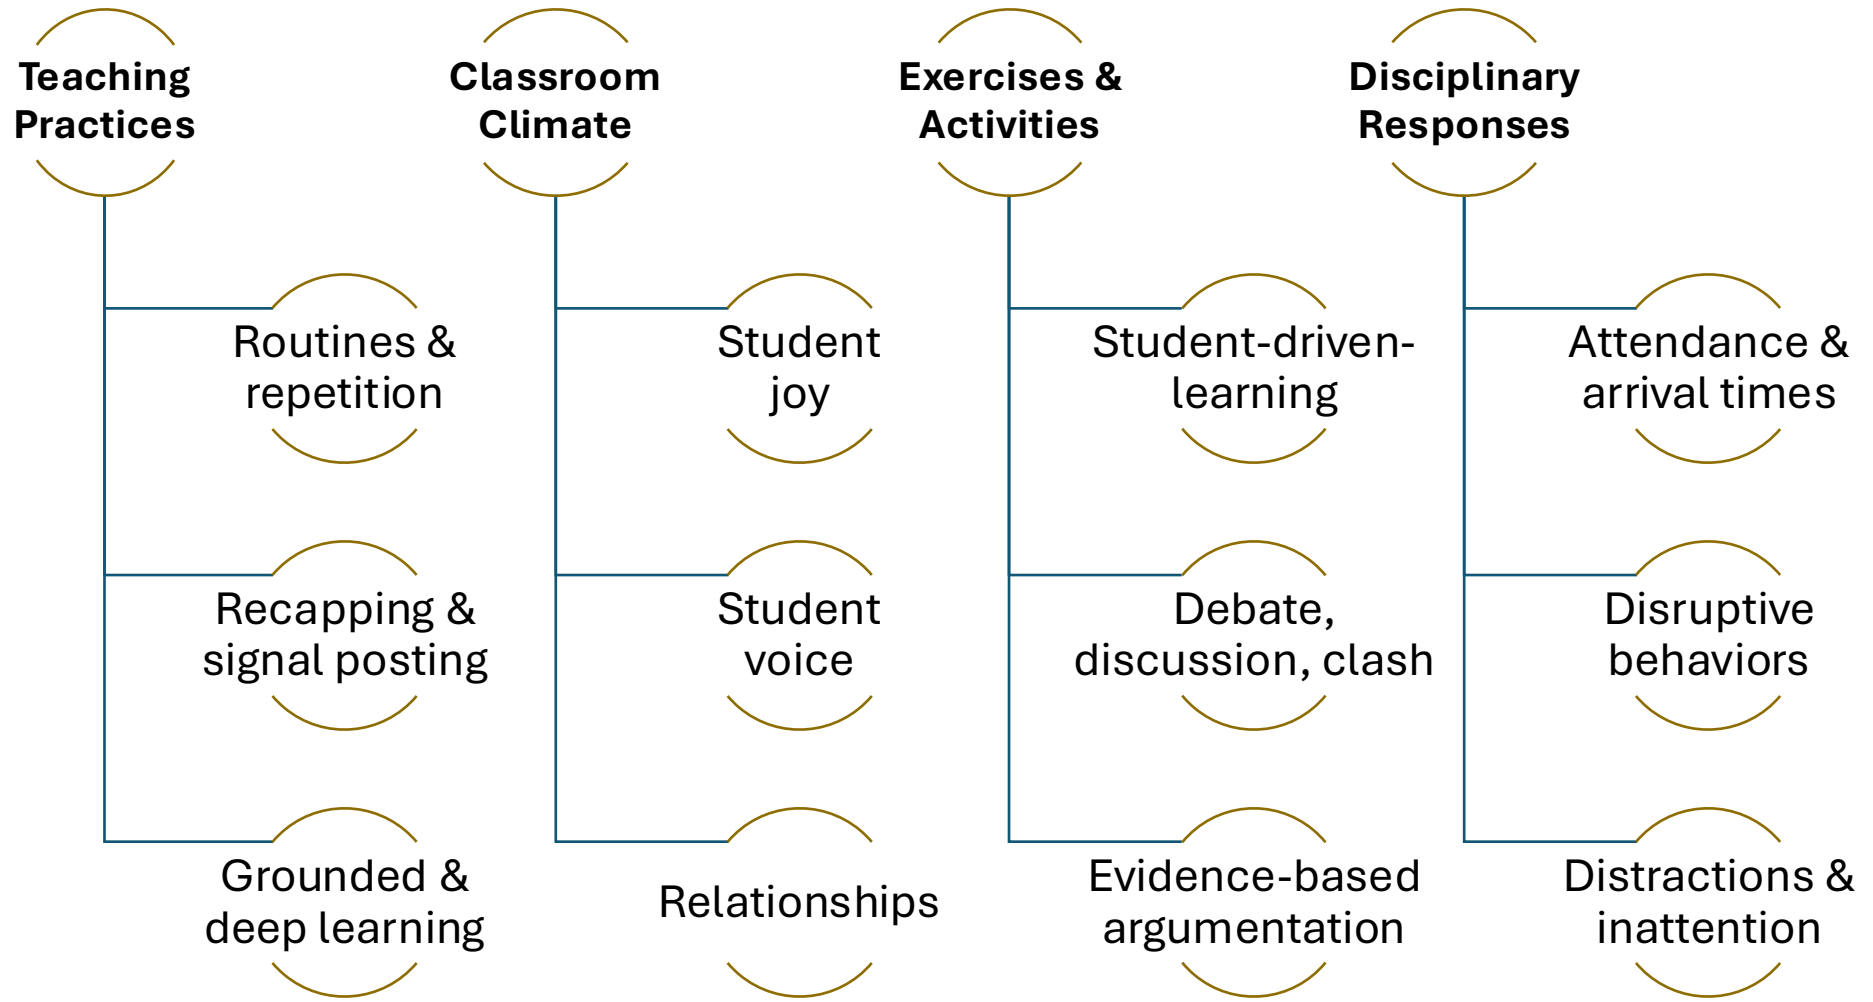 Teaching
Practices
Routines &
repetition
Recapping &
signal posting
Grounded &
deep learning
Classroom
Climate
Student
joy
Student
voice
Relationships
Exercises &
Activities
Student-driven-
learning
Debate,
discussion, clash
Evidence-based
argumentation
Disciplinary
Responses
Attendance &
arrival times
Disruptive
behaviors
Distractions &
inattention